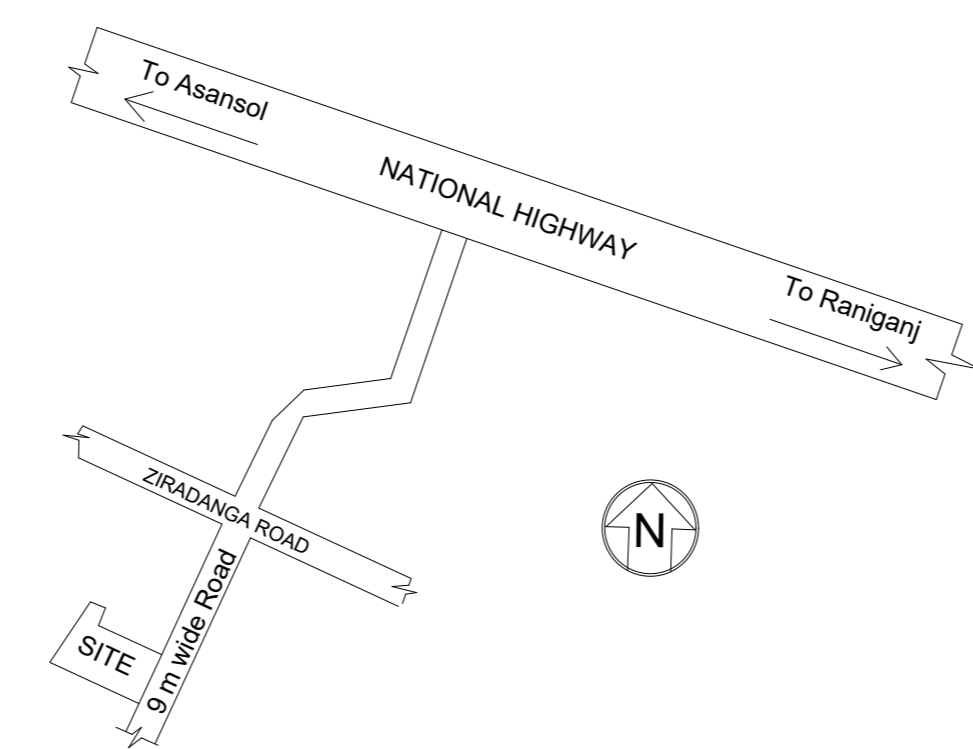 To Asansol
NATIONAL HIGHWAY
To Raniganj
ZIRADANGA ROAD
N
9 m wide Road
SITE